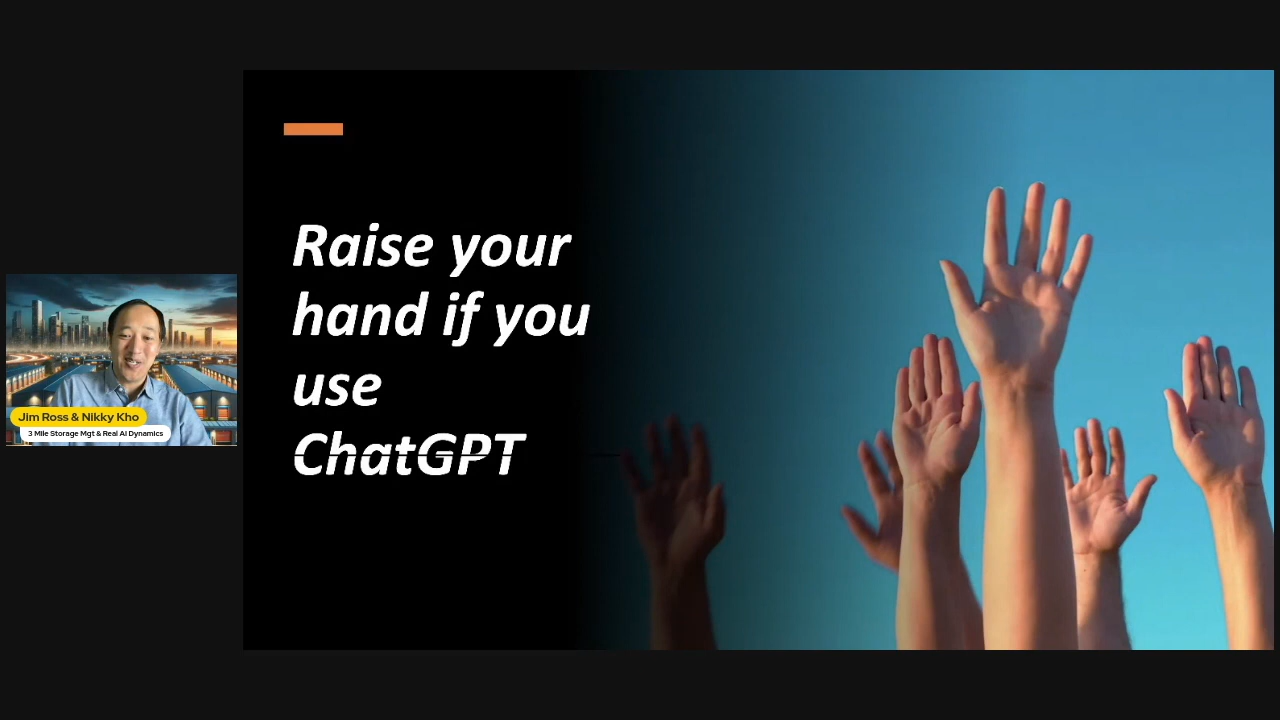 Raise your
hand if you
use
ChatGPT
Jim Ross & Nikky Kho
3 Mile Storage Mgt & Real AI Dynamics